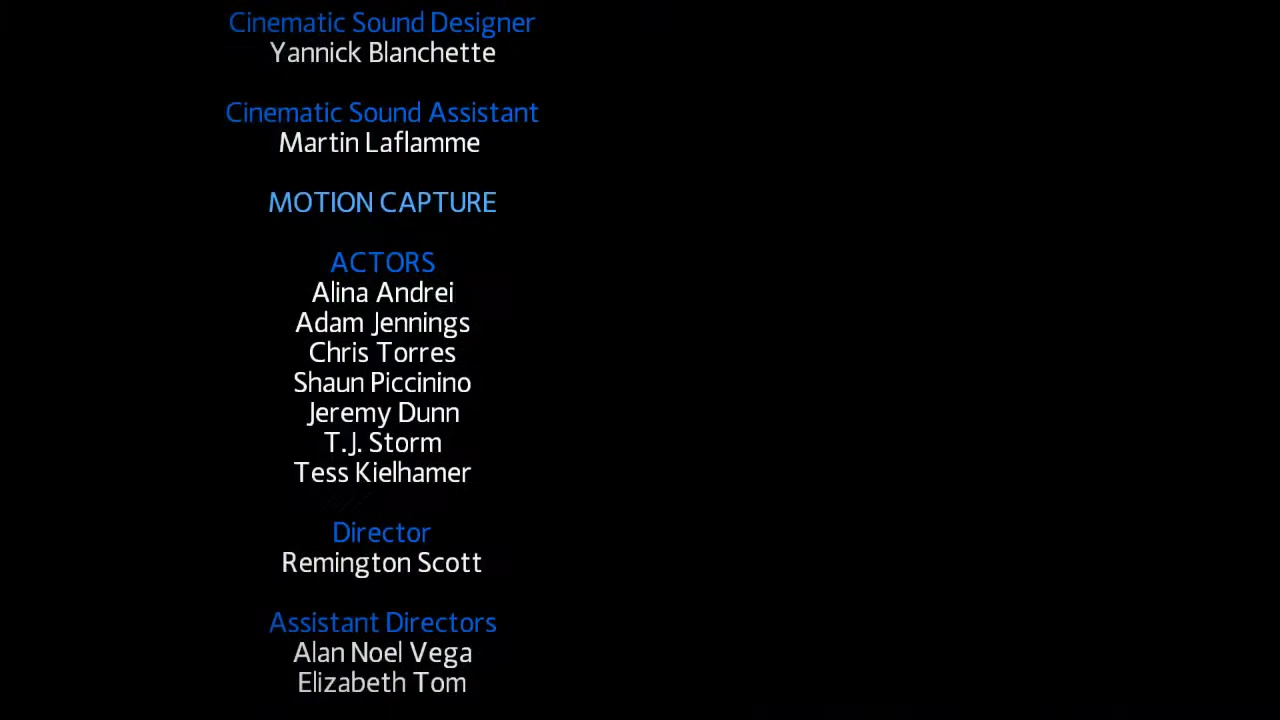 Cinematic Sound Designer
Yannick Blanchette
Cinematic Sound Assistant
Martin Laflamme
MOTION CAPTURE
ACTORS
Alina Andrei
Adam Jennings
Chris Torres
Shaun Piccinino
Jeremy Dunn
T.J. Storm
Tess Kielhamer
Director
Remington Scott
Assistant Directors
Alan Noel Vega
Elizabeth Tom